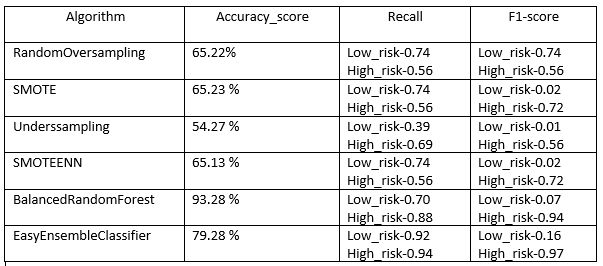 Algorithm Accuracy_score Recall F1-score
RandomOversampling 65.22% Low_risk-0.74 Low_risk-0.74
High_risk-0.56 High_risk-0.56
SMOTE 65.23 % Low_risk-0.74 Low_risk-0.02
High_risk-0.56 High_risk-0.72
Underssampling 54.27 % Low_risk-0.39 Low_risk-0.01
High_risk-0.69 High_risk-0.56
SMOTEENN 65.13 % Low_risk-0.74 Low_risk-0.02
High_risk-0.56 High_risk-0.72
BalancedRandomForest 93.28 % Low_risk-0.70 Low_risk-0.07
High_risk-0.88 High_risk-0.94
EasyEnsembleClassifier 79.28 % Low_risk-0.92 Low_risk-0.16
High_risk-0.94 High_risk-0.97